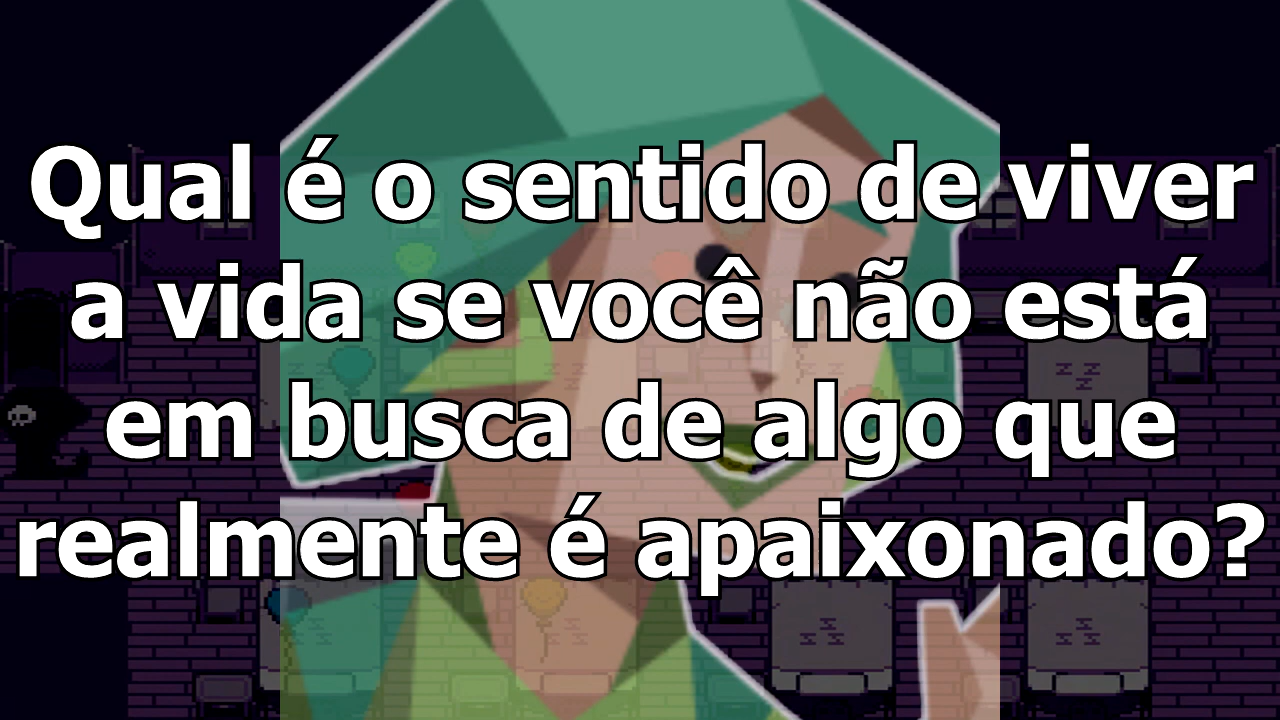 Qual é o sentido de viver
a vida se você não está
em busca de algo que
realmente é apaixonado?